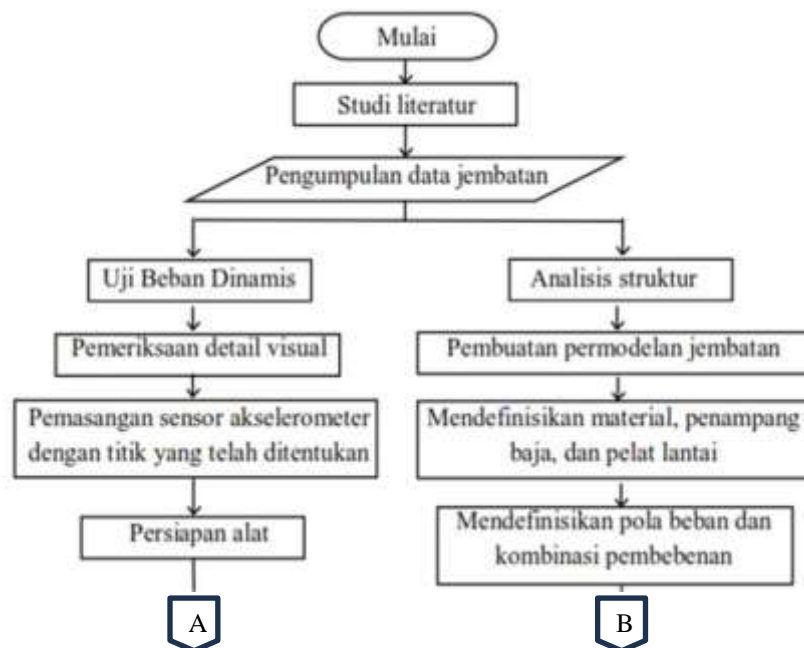 Mulai
Studi literatur
Pengumpulan data jembatan
Uji Beban Dinamis
Analisis struktur
Pemeriksaan detail visual
Pembuatan permodelan jembatan
Pemasangan sensor akselerometer
dengan titik yang telah ditentukan
Mendefinisikan material, penampang
baja, dan pelat lantai
Persiapan alat
Mendefinisikan pola beban dan
kombinasi pembebenan
A
B